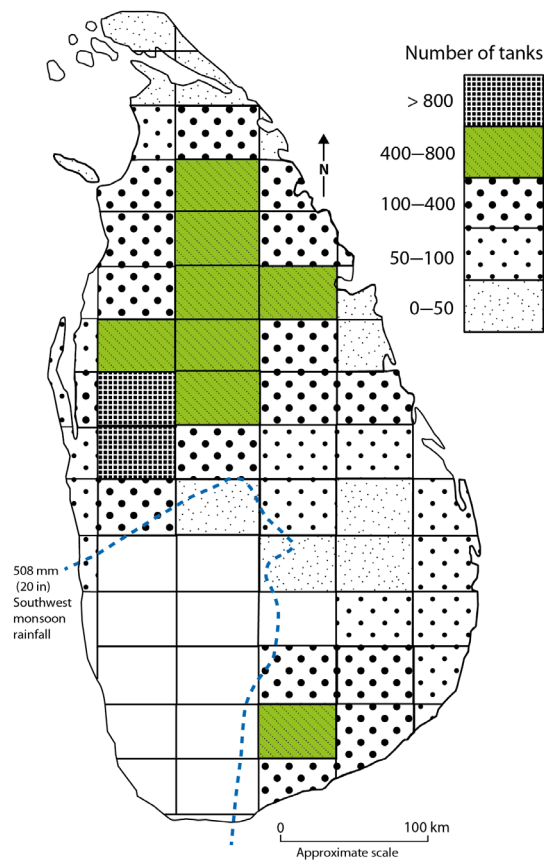 Number of tanks
> 800
400–800
100–400
50–100
0–50
N
508 mm
(20 in)
Southwest
monsoon
rainfall
0 100 km
Approximate scale